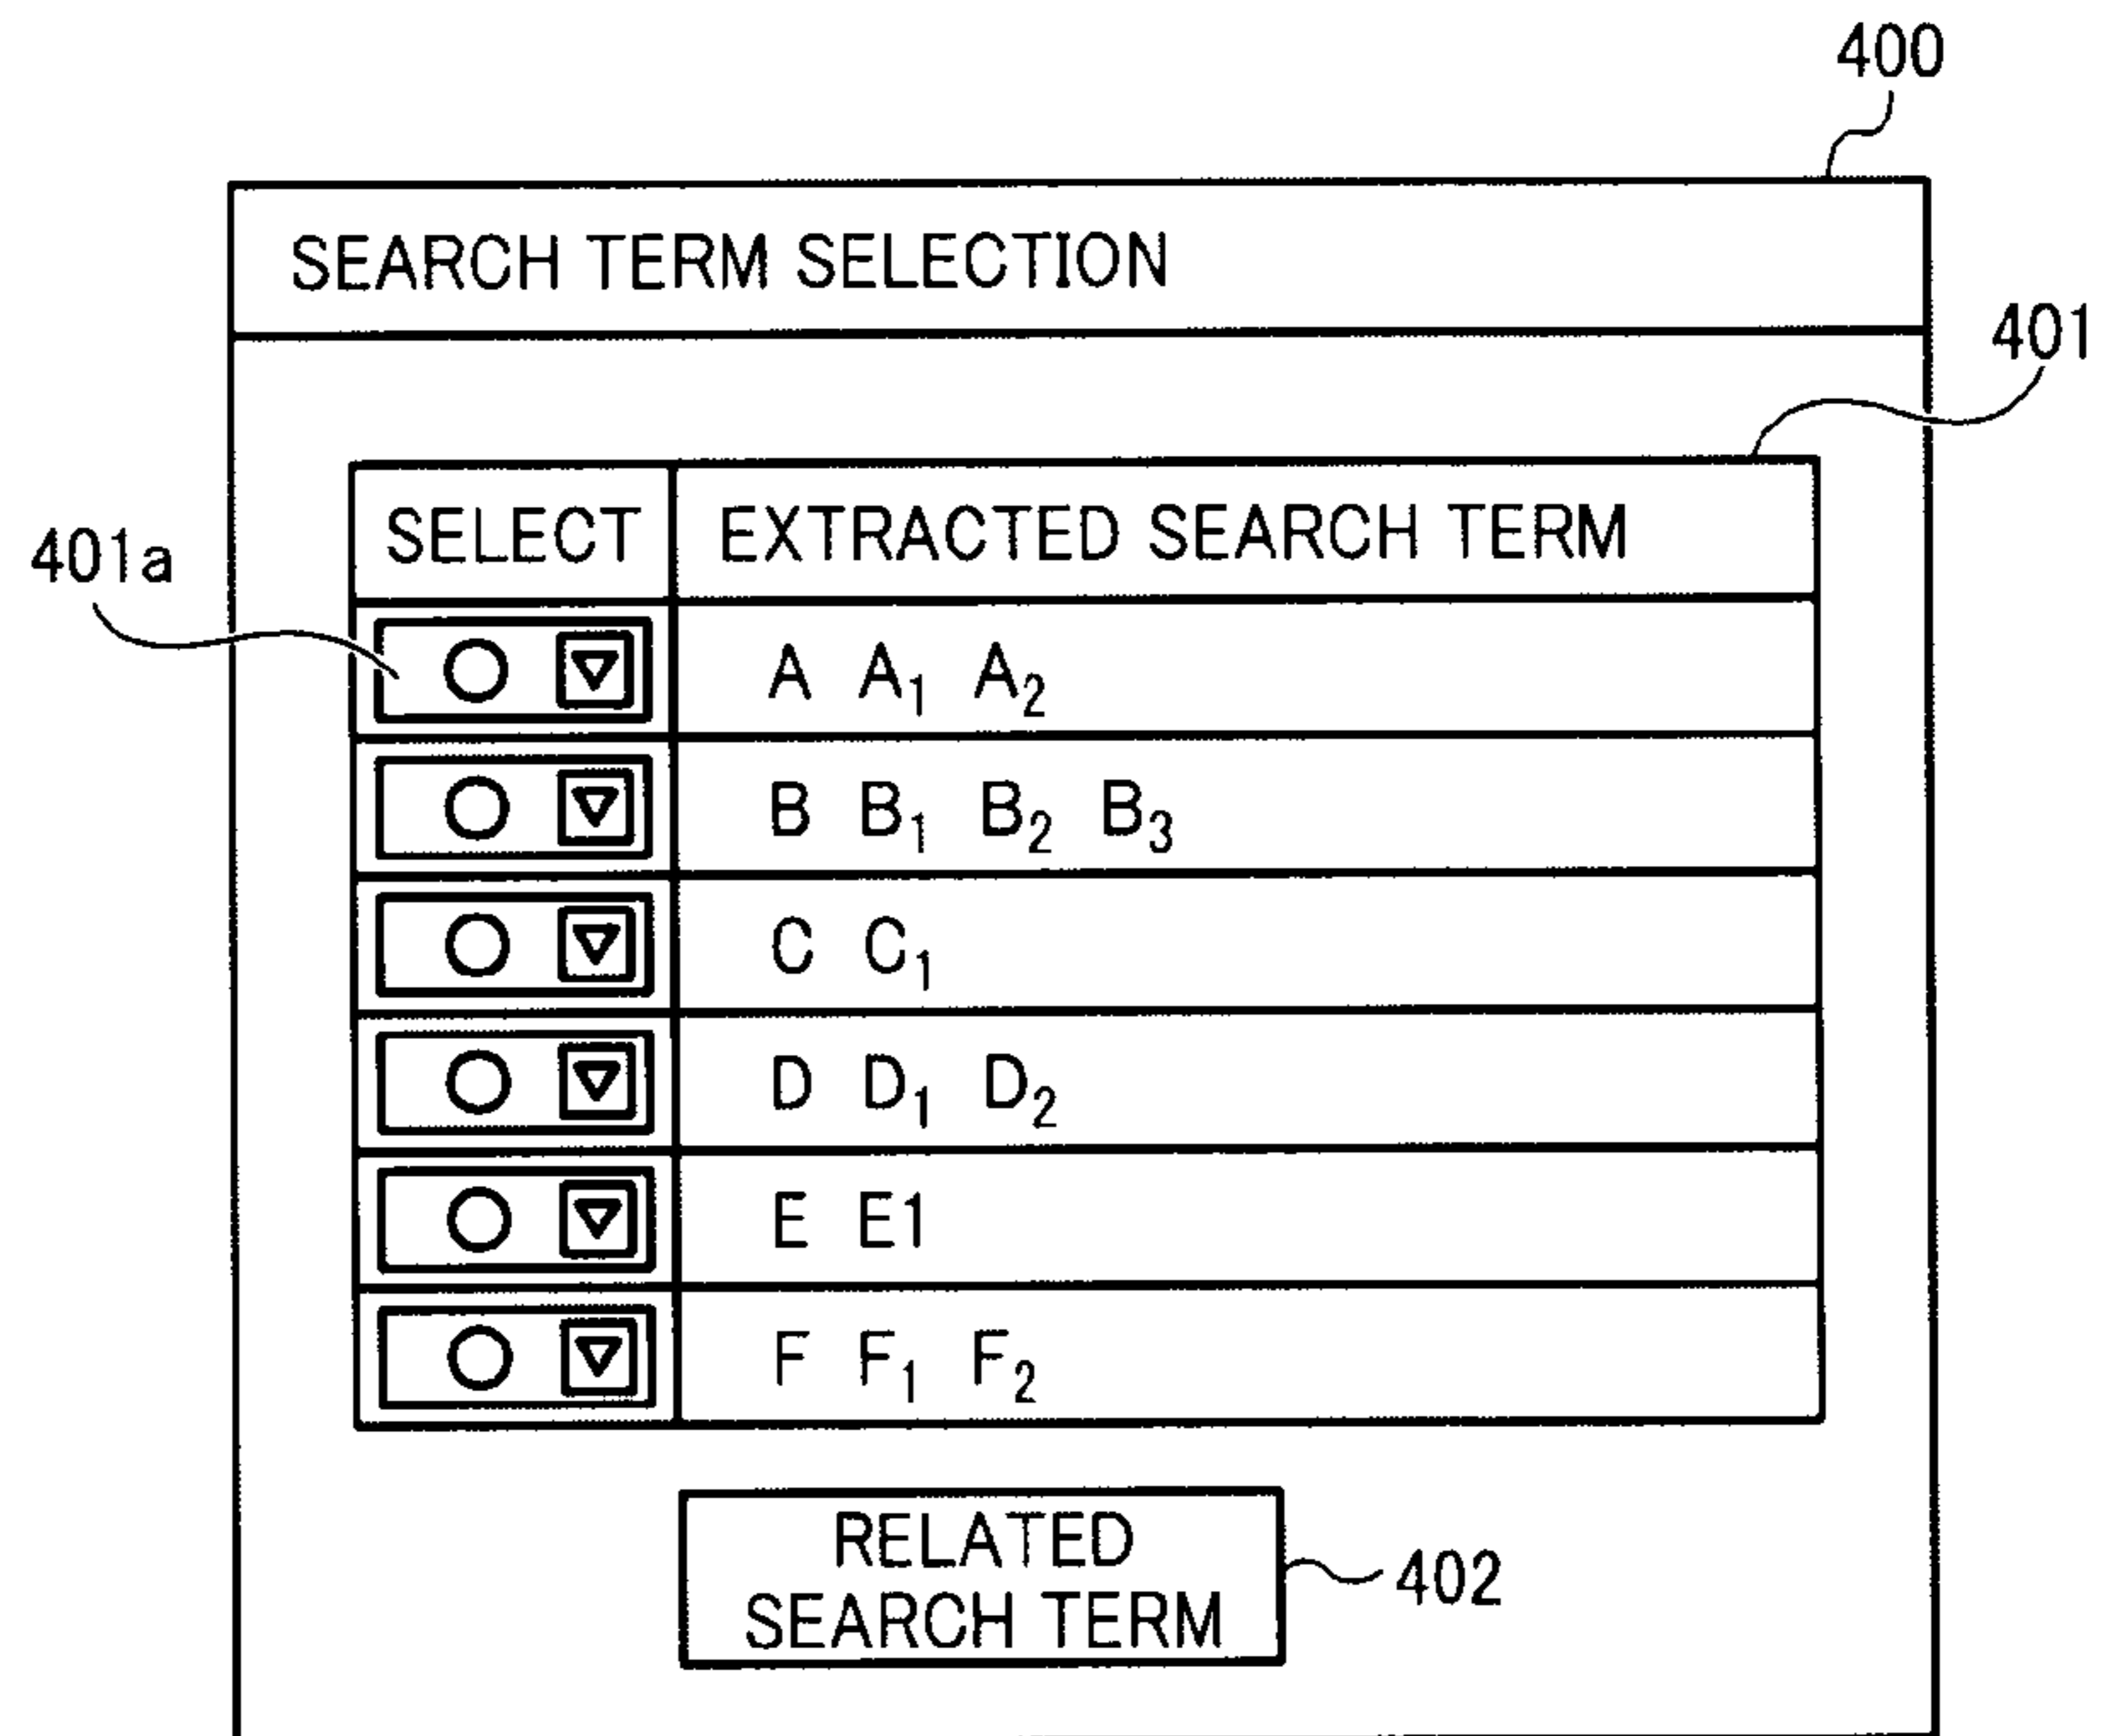 400
SEARCH TERM SELECTION
401
SELECT EXTRACTED SEARCH TERM
401a
A A₁ A₂
B B₁ B₂ B₃
C C₁
D D₁ D₂
E E1
F F₁ F₂
RELATED
SEARCH TERM
402